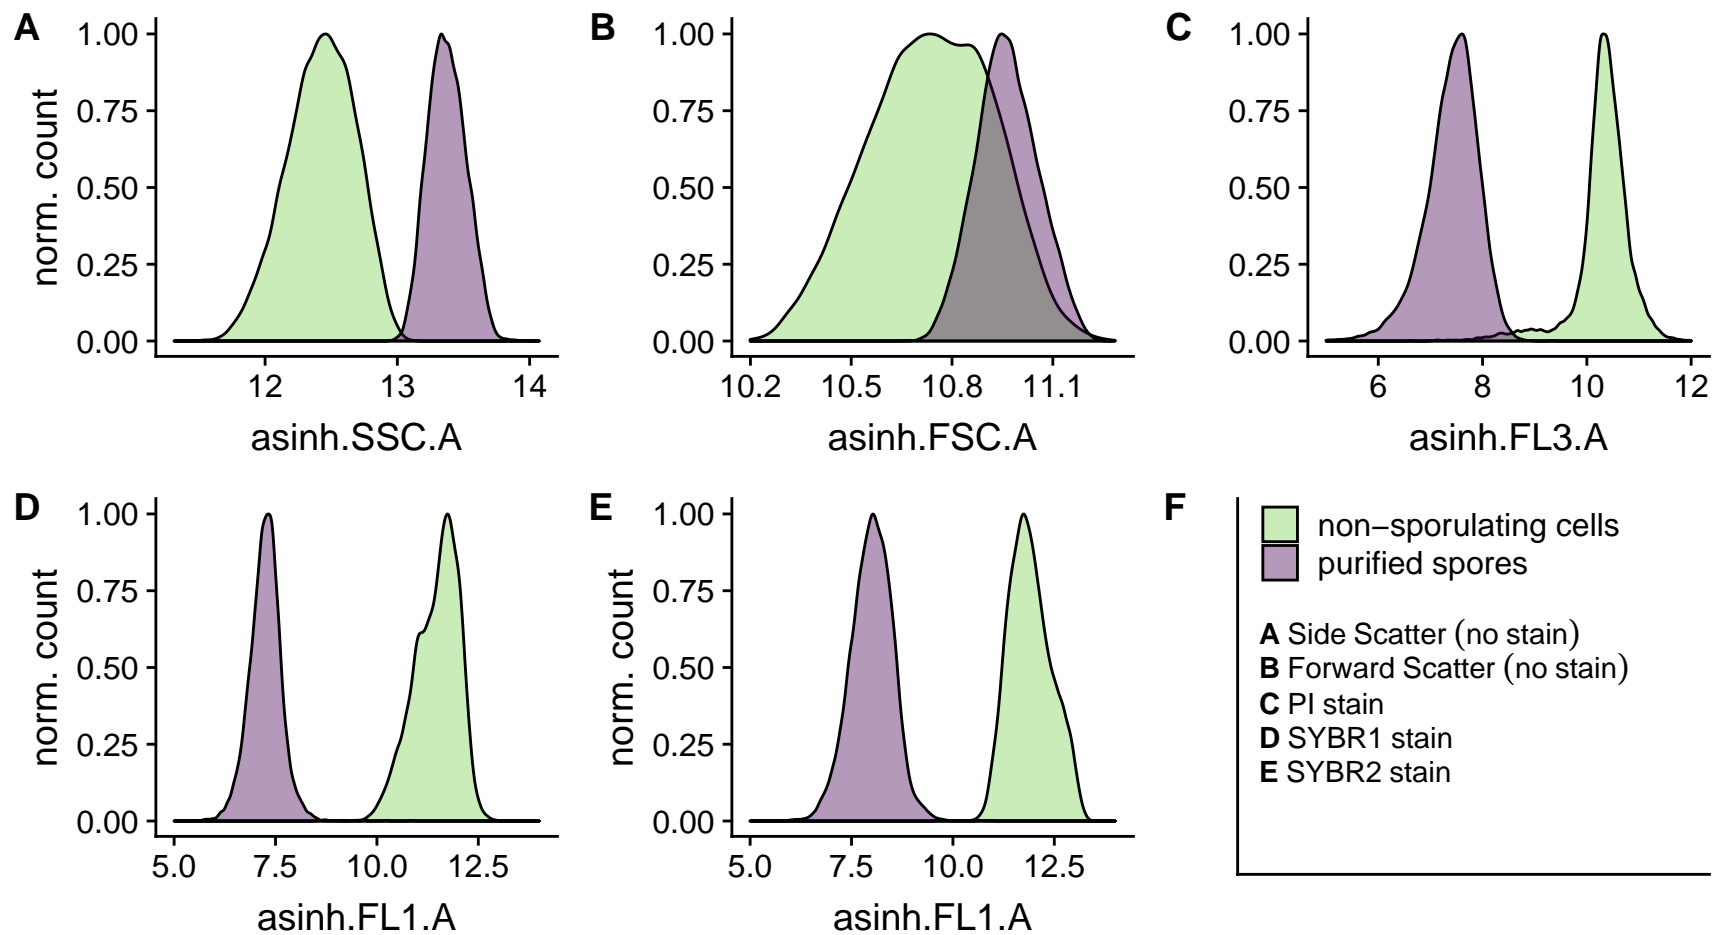 A
norm. count
1.00
0.75
0.50
0.25
0.00
12 13 14
asinh.SSC.A
B
1.00
0.75
0.50
0.25
0.00
10.2 10.5 10.8 11.1
asinh.FSC.A
C
1.00
0.75
0.50
0.25
0.00
6 8 10 12
asinh.FL3.A
D
norm. count
1.00
0.75
0.50
0.25
0.00
5.0 7.5 10.0 12.5
asinh.FL1.A
E
norm. count
1.00
0.75
0.50
0.25
0.00
5.0 7.5 10.0 12.5
asinh.FL1.A
F
non−sporulating cells
purified spores
A Side Scatter (no stain)
B Forward Scatter (no stain)
C PI stain
D SYBR1 stain
E SYBR2 stain